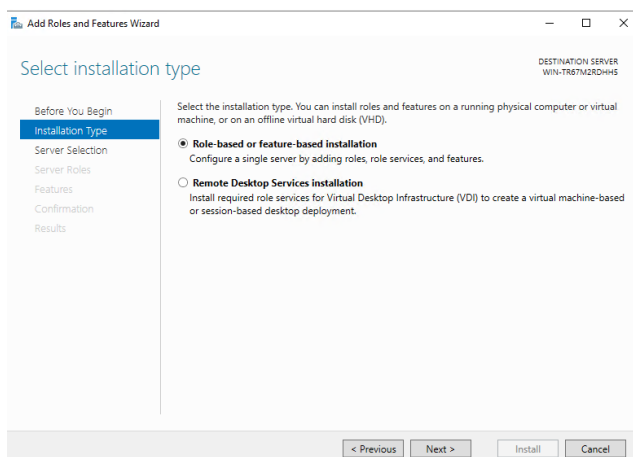 Add Roles and Features Wizard
Select installation type
DESTINATION SERVER
WIN-TR67M2RDHH5
Before You Begin
Installation Type
Server Selection
Server Roles
Features
Confirmation
Results
Select the installation type. You can install roles and features on a running physical computer or virtual
machine, or on an offline virtual hard disk (VHD).
Role-based or feature-based installation
Configure a single server by adding roles, role services, and features.
Remote Desktop Services installation
Install required role services for Virtual Desktop Infrastructure (VDI) to create a virtual machine-based
or session-based desktop deployment.
< Previous
Next >
Install
Cancel